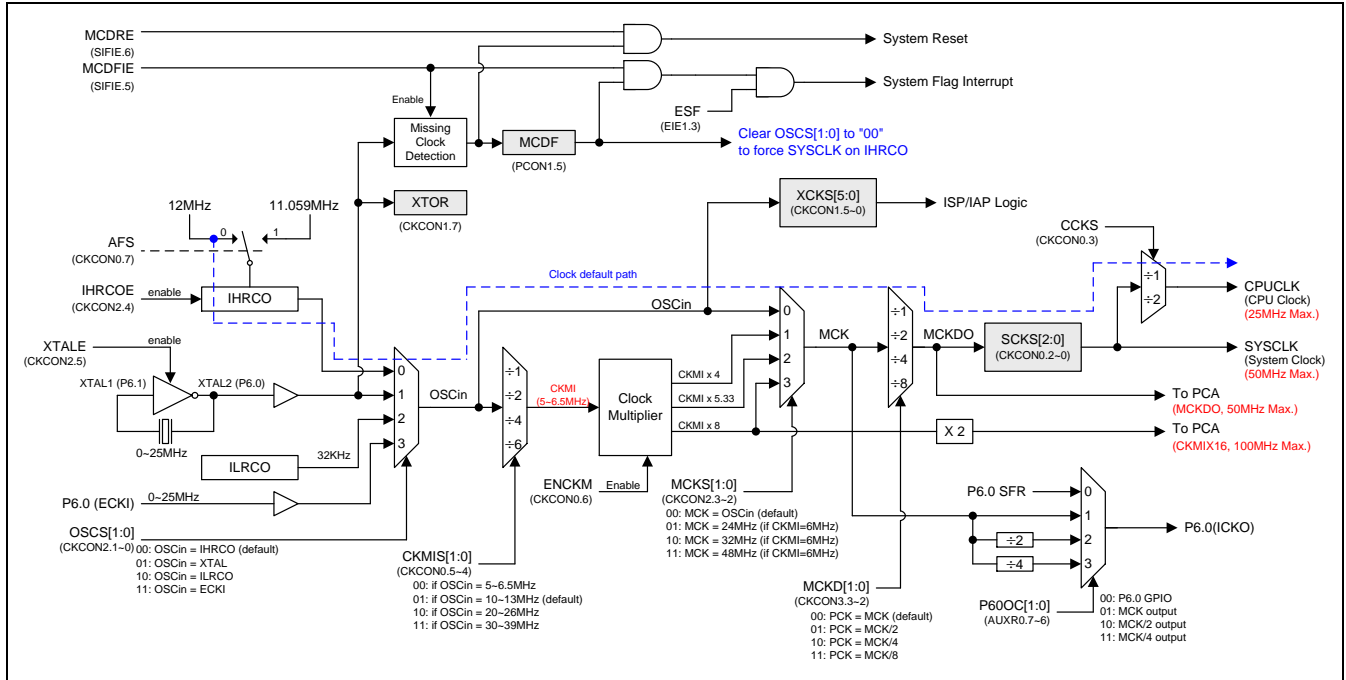 MCDRE
(SIFIE.6)
System Reset
MCDFIE
(SIFIE.5)
System Flag Interrupt
Enable
ESF
(EIE1.3)
Missing
Clock
Detection
MCDF
(PCON1.5)
Clear OSCS[1:0] to "00"
to force SYSCLK on IHRCO
XTOR
(CKCON1.7)
XCKS[5:0]
(CKCON1.5~0)
ISP/IAP Logic
12MHz
11.059MHz
0
1
AFS
(CKCON0.7)
CCKS
(CKCON0.3)
IHRCOE
(CKCON2.4)
enable
IHRCO
Clock default path
OSCin
÷1
÷2
CPUCLK
(CPU Clock)
(25MHz Max.)
XTALE
(CKCON2.5)
enable
XTAL1 (P6.1)
XTAL2 (P6.0)
0~25MHz
ILRCO
32KHz
P6.0 (ECKI)
0~25MHz
0
1
2
3
OSCin
÷1
÷2
÷4
÷6
CKMI
(5~6.5MHz)
Clock
Multiplier
CKMI x 4
CKMI x 5.33
CKMI x 8
0
1
2
3
MCK
÷1
÷2
÷4
÷8
MCKDO
SCKS[2:0]
(CKCON0.2~0)
SYSCLK
(System Clock)
(50MHz Max.)
To PCA
(MCKDO, 50MHz Max.)
X 2
To PCA
(CKMIX16, 100MHz Max.)
ENCKM
(CKCON0.6)
Enable
OSCS[1:0]
(CKCON2.1~0)
00: OSCin = IHRCO (default)
01: OSCin = XTAL
10: OSCin = ILRCO
11: OSCin = ECKI
CKMIS[1:0]
(CKCON0.5~4)
00: if OSCin = 5~6.5MHz
01: if OSCin = 10~13MHz (default)
10: if OSCin = 20~26MHz
11: if OSCin = 30~39MHz
MCKS[1:0]
(CKCON2.3~2)
00: MCK = OSCin (default)
01: MCK = 24MHz (if CKMI=6MHz)
10: MCK = 32MHz (if CKMI=6MHz)
11: MCK = 48MHz (if CKMI=6MHz)
MCKD[1:0]
(CKCON3.3~2)
00: PCK = MCK (default)
01: PCK = MCK/2
10: PCK = MCK/4
11: PCK = MCK/8
P6.0 SFR
÷2
÷4
0
1
2
3
P6.0(ICKO)
P60OC[1:0]
(AUXR0.7~6)
00: P6.0 GPIO
01: MCK output
10: MCK/2 output
11: MCK/4 output